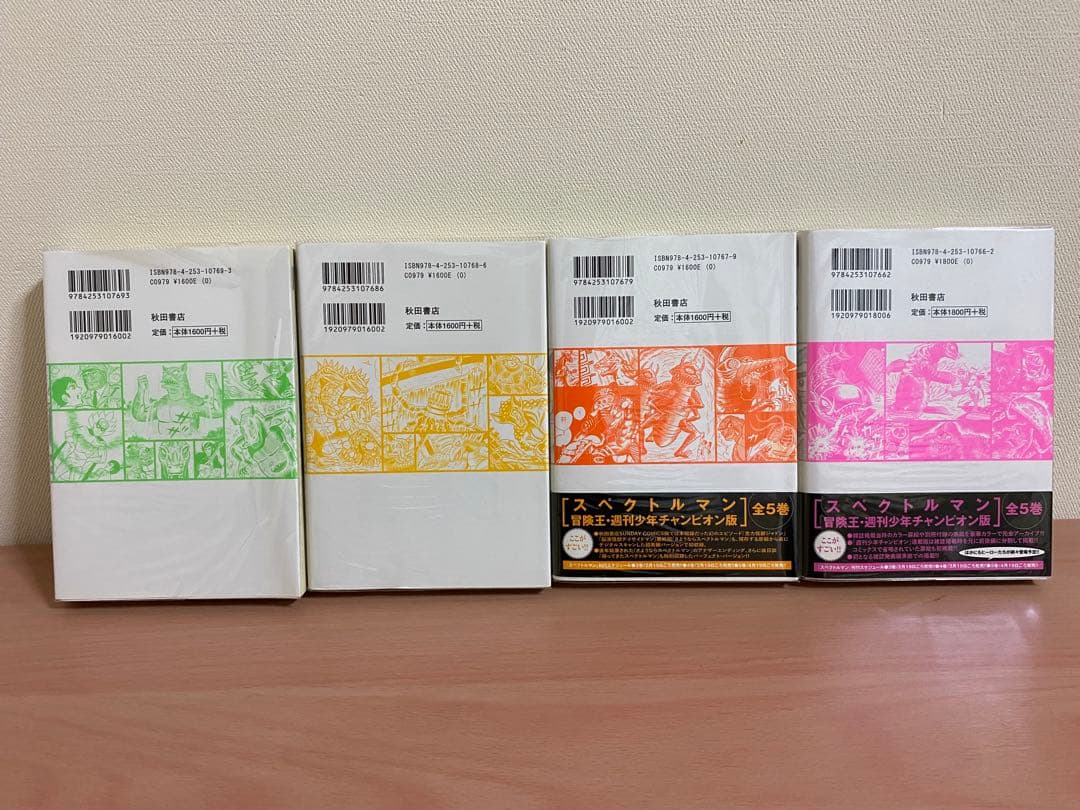 ISBN978-4-253-10769-3
C0979 ¥1600E (0)
9784253107693
秋田書店
定価：本体1600円+税
1920979016002
ISBN978-4-253-10768-6
C0979 ¥1600E (0)
9784253107686
秋田書店
定価：本体1600円+税
1920979016002
ISBN978-4-253-10767-9
C0979 ¥1600E (0)
9784253107679
秋田書店
定価：本体1600円+税
1920979016002
スペクトルマン
冒険王・週刊少年チャンピオン版
全5巻
ここが
すごい!!
ISBN978-4-253-10766-2
C0979 ¥1800E (0)
9784253107662
秋田書店
定価：本体1800円+税
1920979018006
スペクトルマン
冒険王・週刊少年チャンピオン版
全5巻
ここが
すごい!!